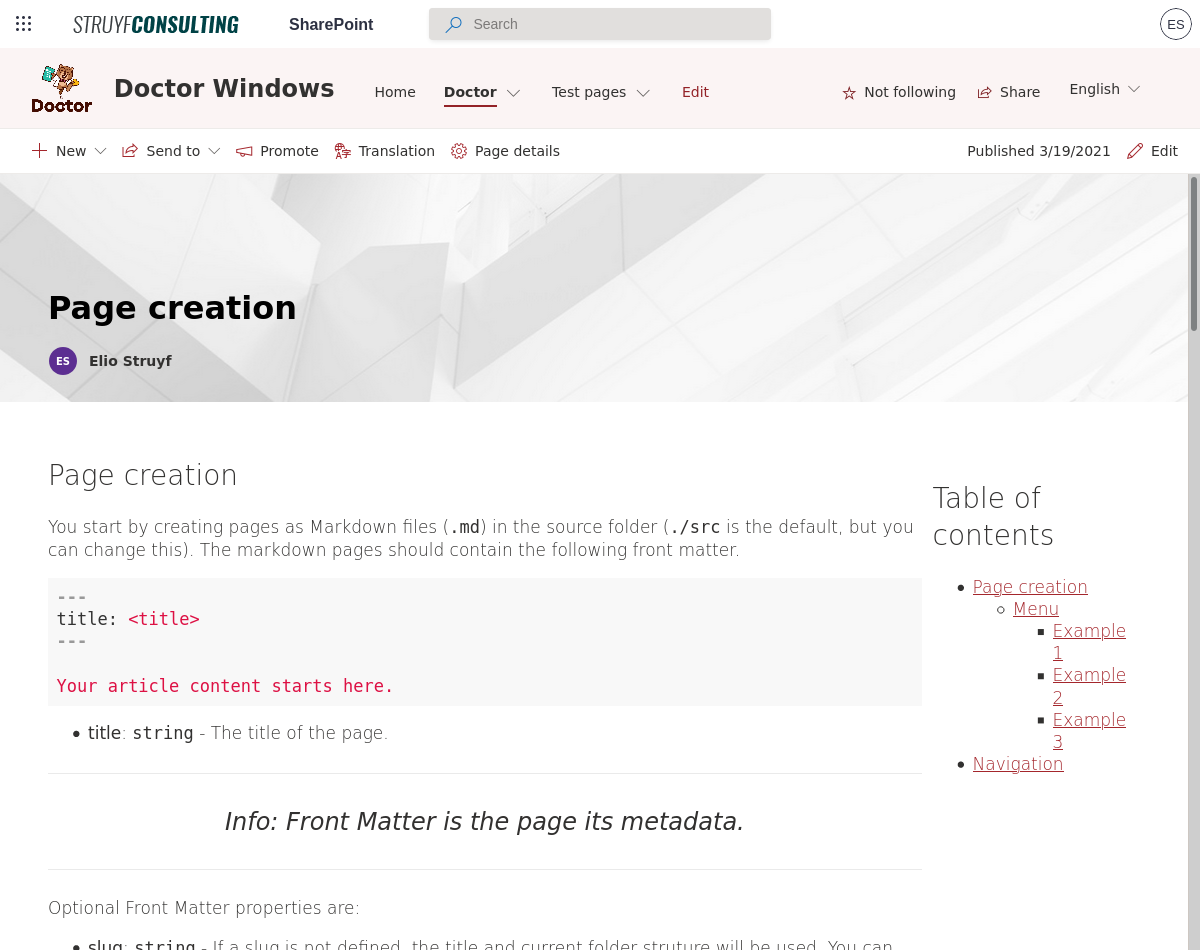 STRUYFCONSULTING SharePoint Search ES
Doctor Doctor Windows Home Doctor Test pages Edit Not following Share English
New Send to Promote Translation Page details Published 3/19/2021 Edit
Page creation
ES Elio Struyf
Page creation
You start by creating pages as Markdown files (.md) in the source folder (./src is the default, but you
can change this). The markdown pages should contain the following front matter.
---
title: <title>
---
Your article content starts here.
• title: string - The title of the page.
Info: Front Matter is the page its metadata.
Optional Front Matter properties are:
• slug: string - If a slug is not defined, the title and current folder struture will be used. You can
Table of
contents
• Page creation
○ Menu
▪ Example
1
▪ Example
2
▪ Example
3
• Navigation